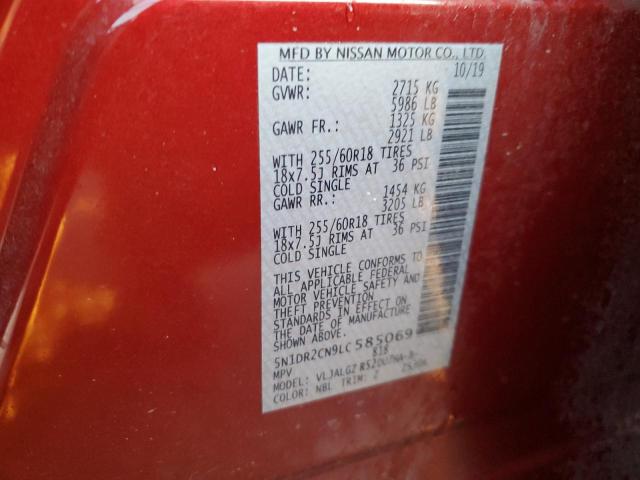 MFD BY NISSAN MOTOR CO., LTD.
DATE: 10/19
GVWR: 2715 KG
5986 LB
GAWR FR.: 1325 KG
2921 LB
WITH 255/60R18 TIRES
18x7.5J RIMS AT 36 PSI
COLD SINGLE
GAWR RR.: 1454 KG
3205 LB
WITH 255/60R18 TIRES
18x7.5J RIMS AT 36 PSI
COLD SINGLE
THIS VEHICLE CONFORMS TO
ALL APPLICABLE FEDERAL
MOTOR VEHICLE SAFETY AND
THEFT PREVENTION
STANDARDS IN EFFECT ON
THE DATE OF MANUFACTURE
SHOWN ABOVE.
5N1DR2CN9LC585069
MPV 818
MODEL: VLJALGZ
COLOR: NBL TRIM: